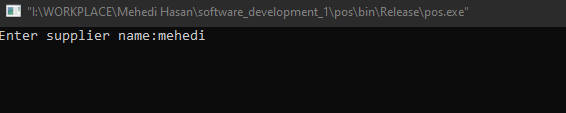 "I:\WORKPLACE\Mehedi Hasan\software_development_1\pos\bin\Release\pos.exe"
Enter supplier name:mehedi